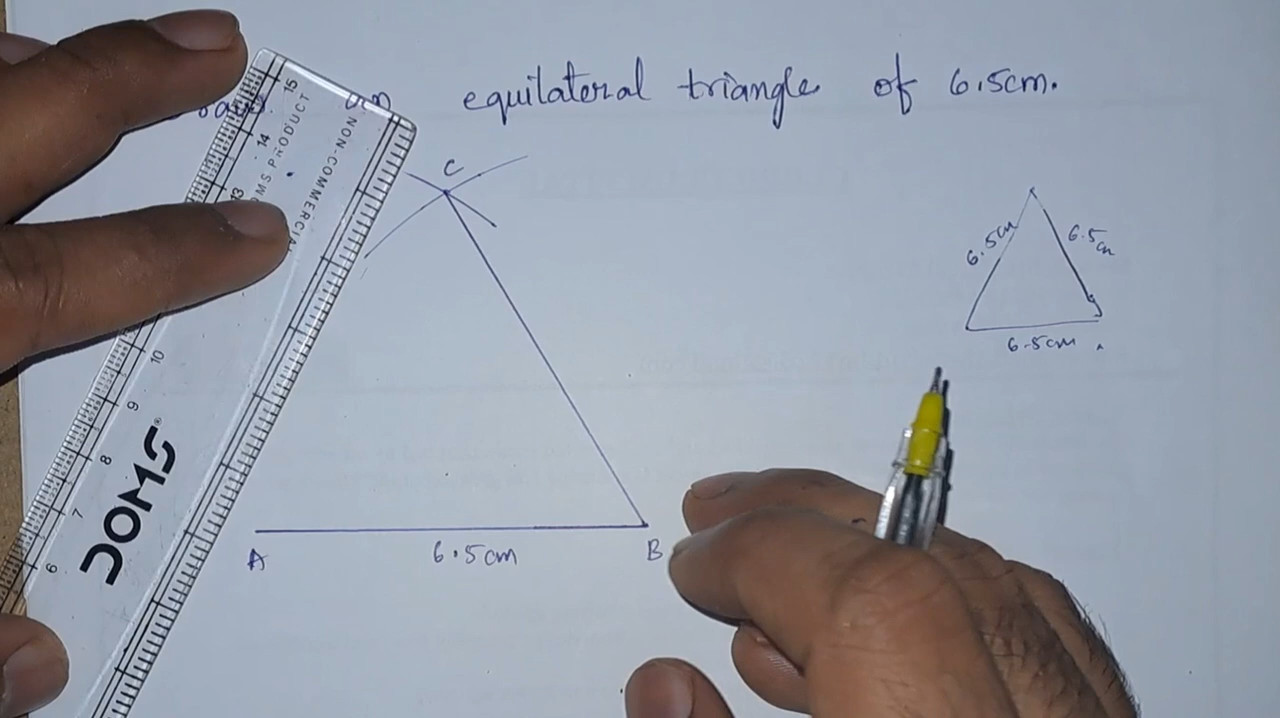 an equilateral triangle of 6.5cm.
C
6.5cm
6.5cm
6.5cm
A 6.5cm B
15
14
13
10
9
8
7
6
DOMS PRODUCT
NON-COMMERCIAL
DOMS®